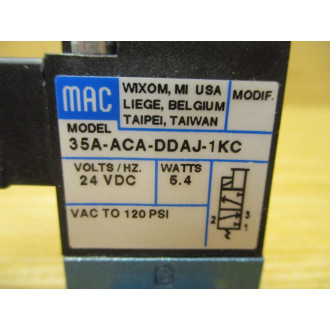 MAC
WIXOM, MI USA
LIEGE, BELGIUM
TAIPEI, TAIWAN
MODIF.
MODEL
35A-ACA-DDAJ-1KC
VOLTS / HZ.
24 VDC
WATTS
5.4
VAC TO 120 PSI
2 3
1